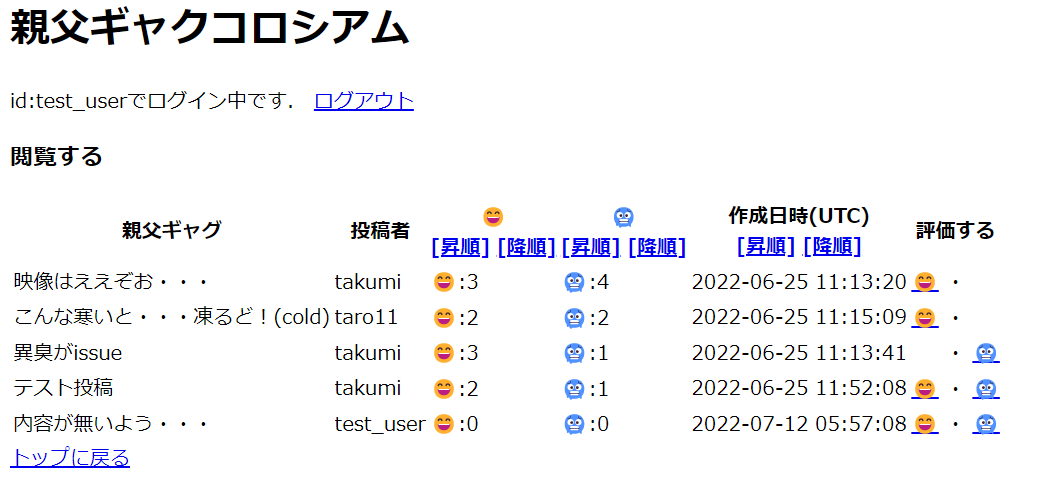 親父ギャグコロシアム
id:test_userでログイン中です. ログアウト
閲覧する
親父ギャグ 投稿者 😄 [昇順] [降順] 🥶 [昇順] [降順] 作成日時(UTC) [昇順] [降順] 評価する
映像はええぞお・・・ takumi 😄:3 🥶:4 2022-06-25 11:13:20 😄 ・
こんな寒いと・・・凍るど！(cold) taro11 😄:2 🥶:2 2022-06-25 11:15:09 😄 ・
異臭がissue takumi 😄:3 🥶:1 2022-06-25 11:13:41 ・ 🥶
テスト投稿 takumi 😄:2 🥶:1 2022-06-25 11:52:08 😄 ・ 🥶
内容が無いよう・・・ test_user 😄:0 🥶:0 2022-07-12 05:57:08 😄 ・ 🥶
トップに戻る